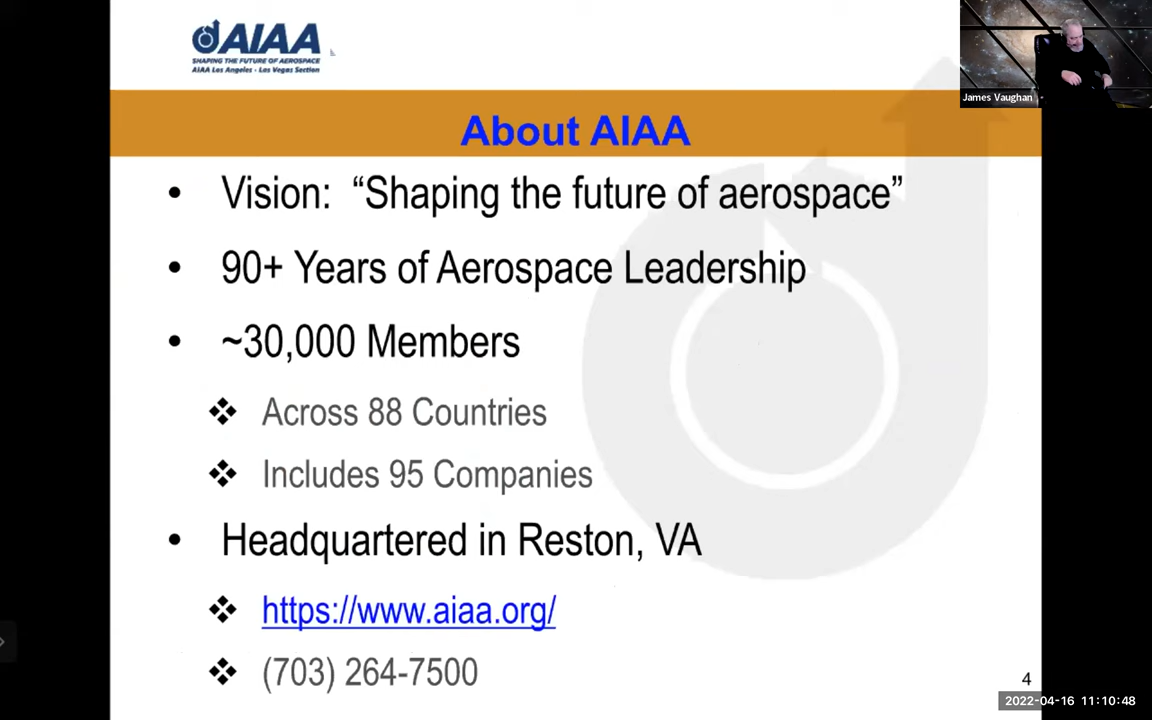 AIAA
SHAPING THE FUTURE OF AEROSPACE
AIAA Los Angeles - Las Vegas Section
James Vaughan
About AIAA
• Vision: “Shaping the future of aerospace”
• 90+ Years of Aerospace Leadership
• ~30,000 Members
❖ Across 88 Countries
❖ Includes 95 Companies
• Headquartered in Reston, VA
❖ https://www.aiaa.org/
❖ (703) 264-7500
4
2022-04-16 11:10:48